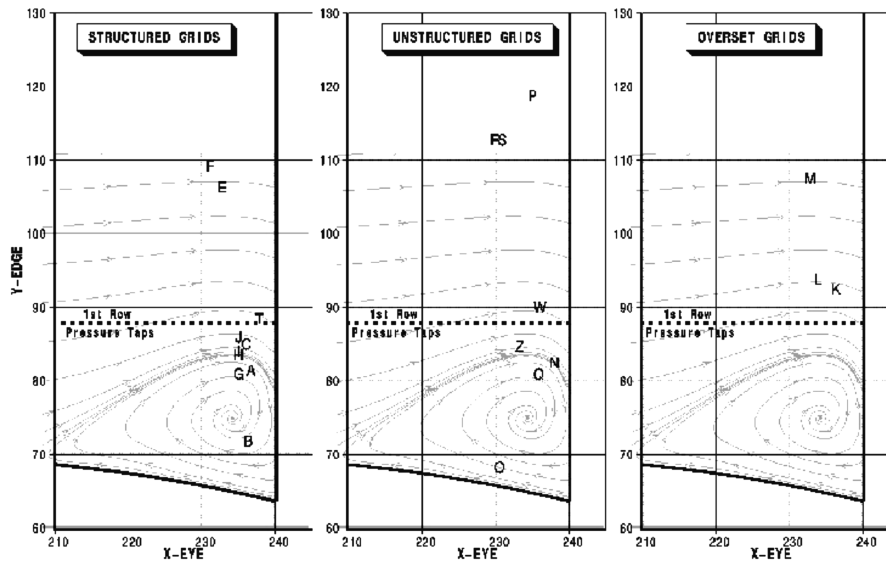 STRUCTURED GRIDS
UNSTRUCTURED GRIDS
OVERSET GRIDS
Y-EDGE
130
120
110
100
90
80
70
60
F
E
1st Row
T
Pressure Taps
J
C
H
A
G
B
210
220
230
240
X-EYE
130
120
110
100
90
80
70
60
P
RS
W
1st Row
Pressure Taps
Z
N
Q
O
210
220
230
240
X-EYE
130
120
110
100
90
80
70
60
M
L
K
1st Row
Pressure Taps
210
220
230
240
X-EYE